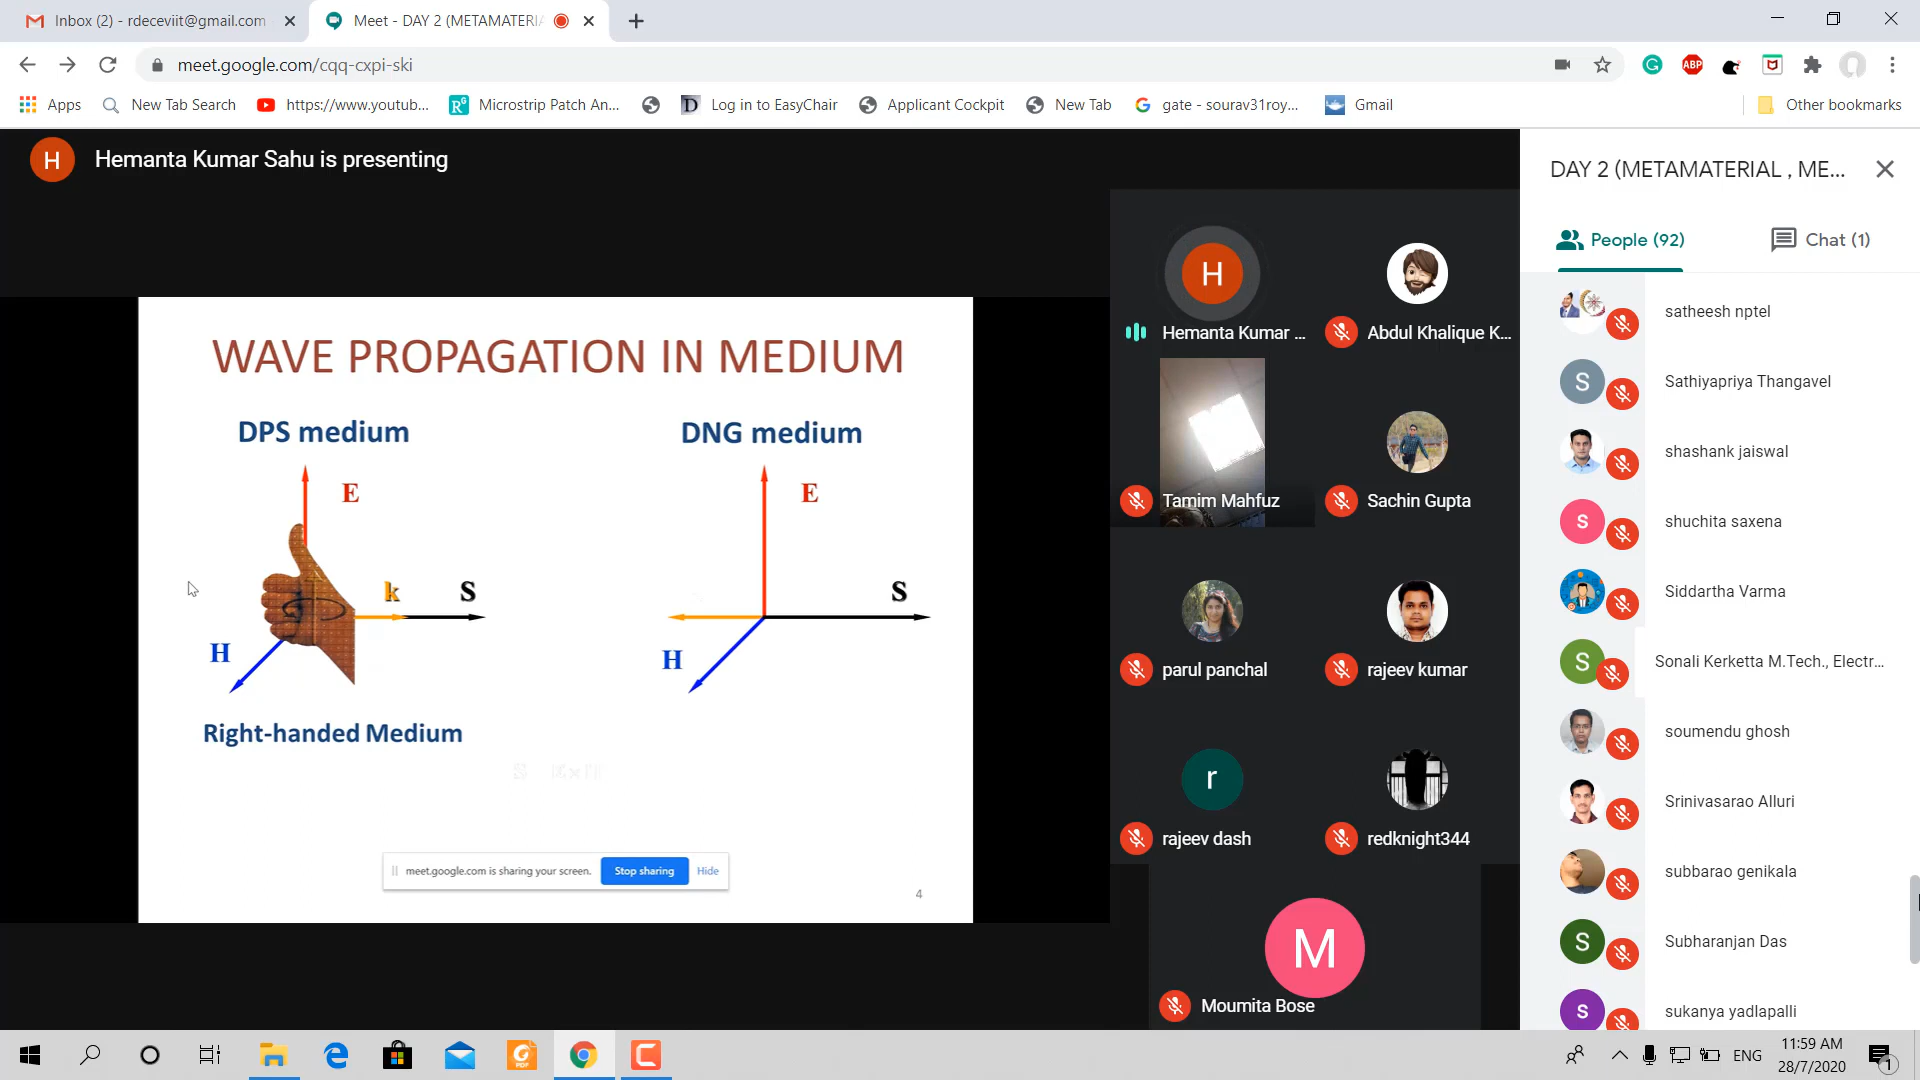 Inbox (2) - rdeceviit@gmail.com
Meet - DAY 2 (METAMATERI
meet.google.com/cqq-cxpi-ski
Apps
New Tab Search
https://www.youtub...
Microstrip Patch An...
Log in to EasyChair
Applicant Cockpit
New Tab
gate - sourav31roy...
Gmail
Other bookmarks
H
Hemanta Kumar Sahu is presenting
WAVE PROPAGATION IN MEDIUM
DPS medium
DNG medium
E
E
k
S
S
H
H
Right-handed Medium
meet.google.com is sharing your screen.
Stop sharing
Hide
4
H
Hemanta Kumar ...
Abdul Khalique K...
Tamim Mahfuz
Sachin Gupta
parul panchal
rajeev kumar
r
rajeev dash
redknight344
M
Moumita Bose
DAY 2 (METAMATERIAL , ME...
People (92)
Chat (1)
satheesh nptel
S
Sathiyapriya Thangavel
shashank jaiswal
s
shuchita saxena
Siddartha Varma
S
Sonali Kerketta M.Tech., Electr...
soumendu ghosh
Srinivasarao Alluri
subbarao genikala
S
Subharanjan Das
s
sukanya yadlapalli
ENG
11:59 AM
28/7/2020
1